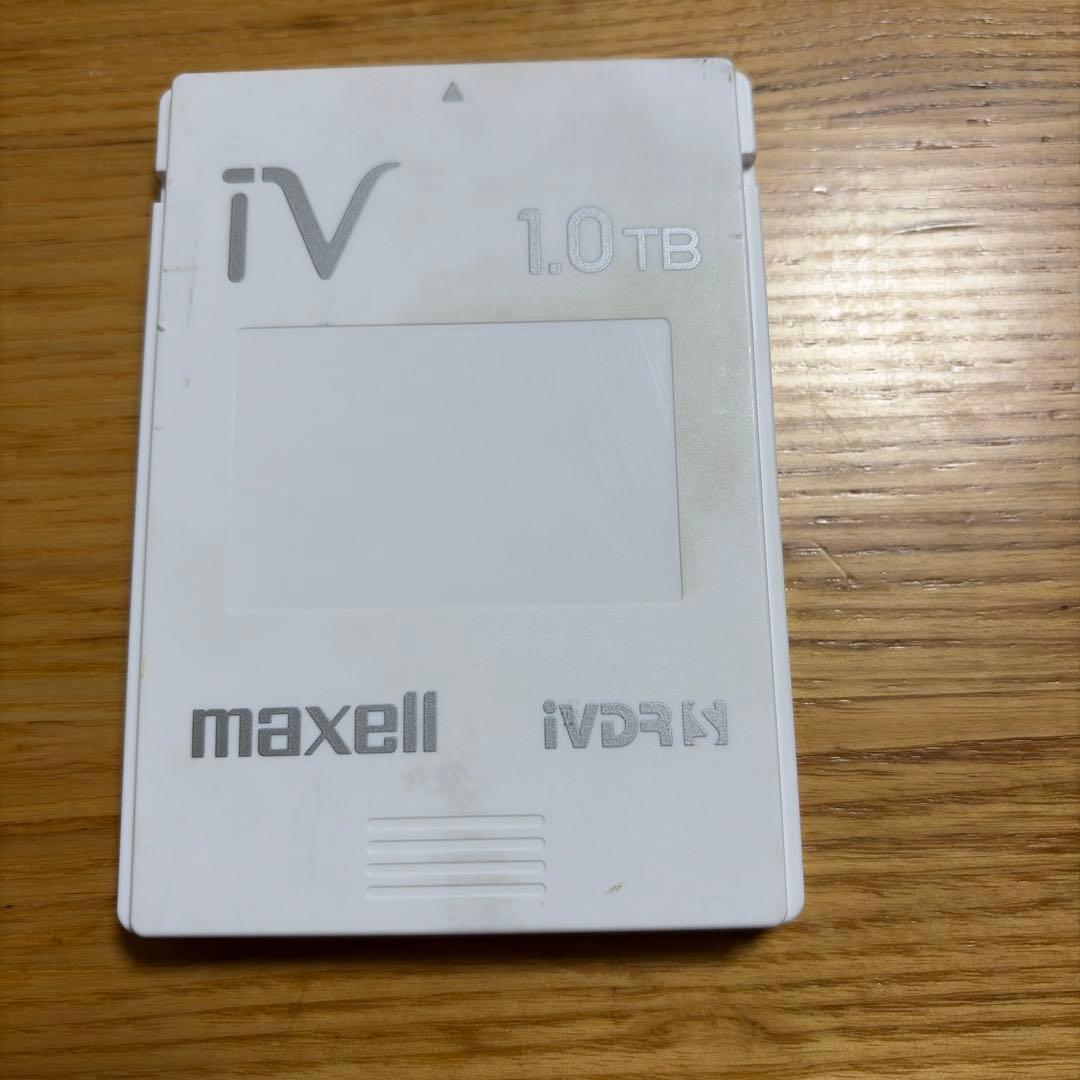 iV
1.0TB
maxell
iVDR S